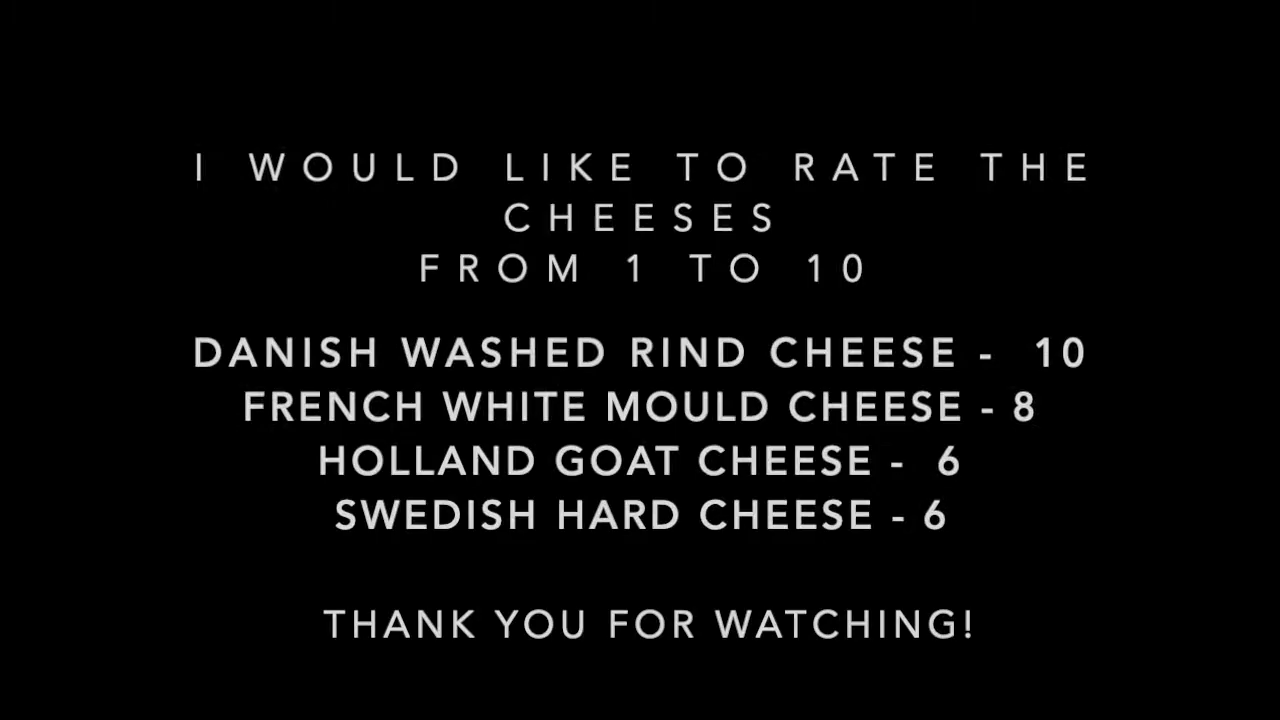 I WOULD LIKE TO RATE THE
CHEESES
FROM 1 TO 10
DANISH WASHED RIND CHEESE - 10
FRENCH WHITE MOULD CHEESE - 8
HOLLAND GOAT CHEESE - 6
SWEDISH HARD CHEESE - 6
THANK YOU FOR WATCHING!